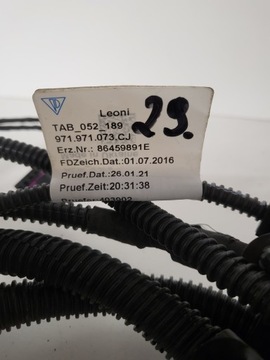 Leoni
TAB_052_189
29.
971.971.073.CJ
Erz.Nr.: 86459891E
FDZeich.Dat.:01.07.2016
Pruef.Dat.:26.01.21
Pruef.Zeit:20:31:38